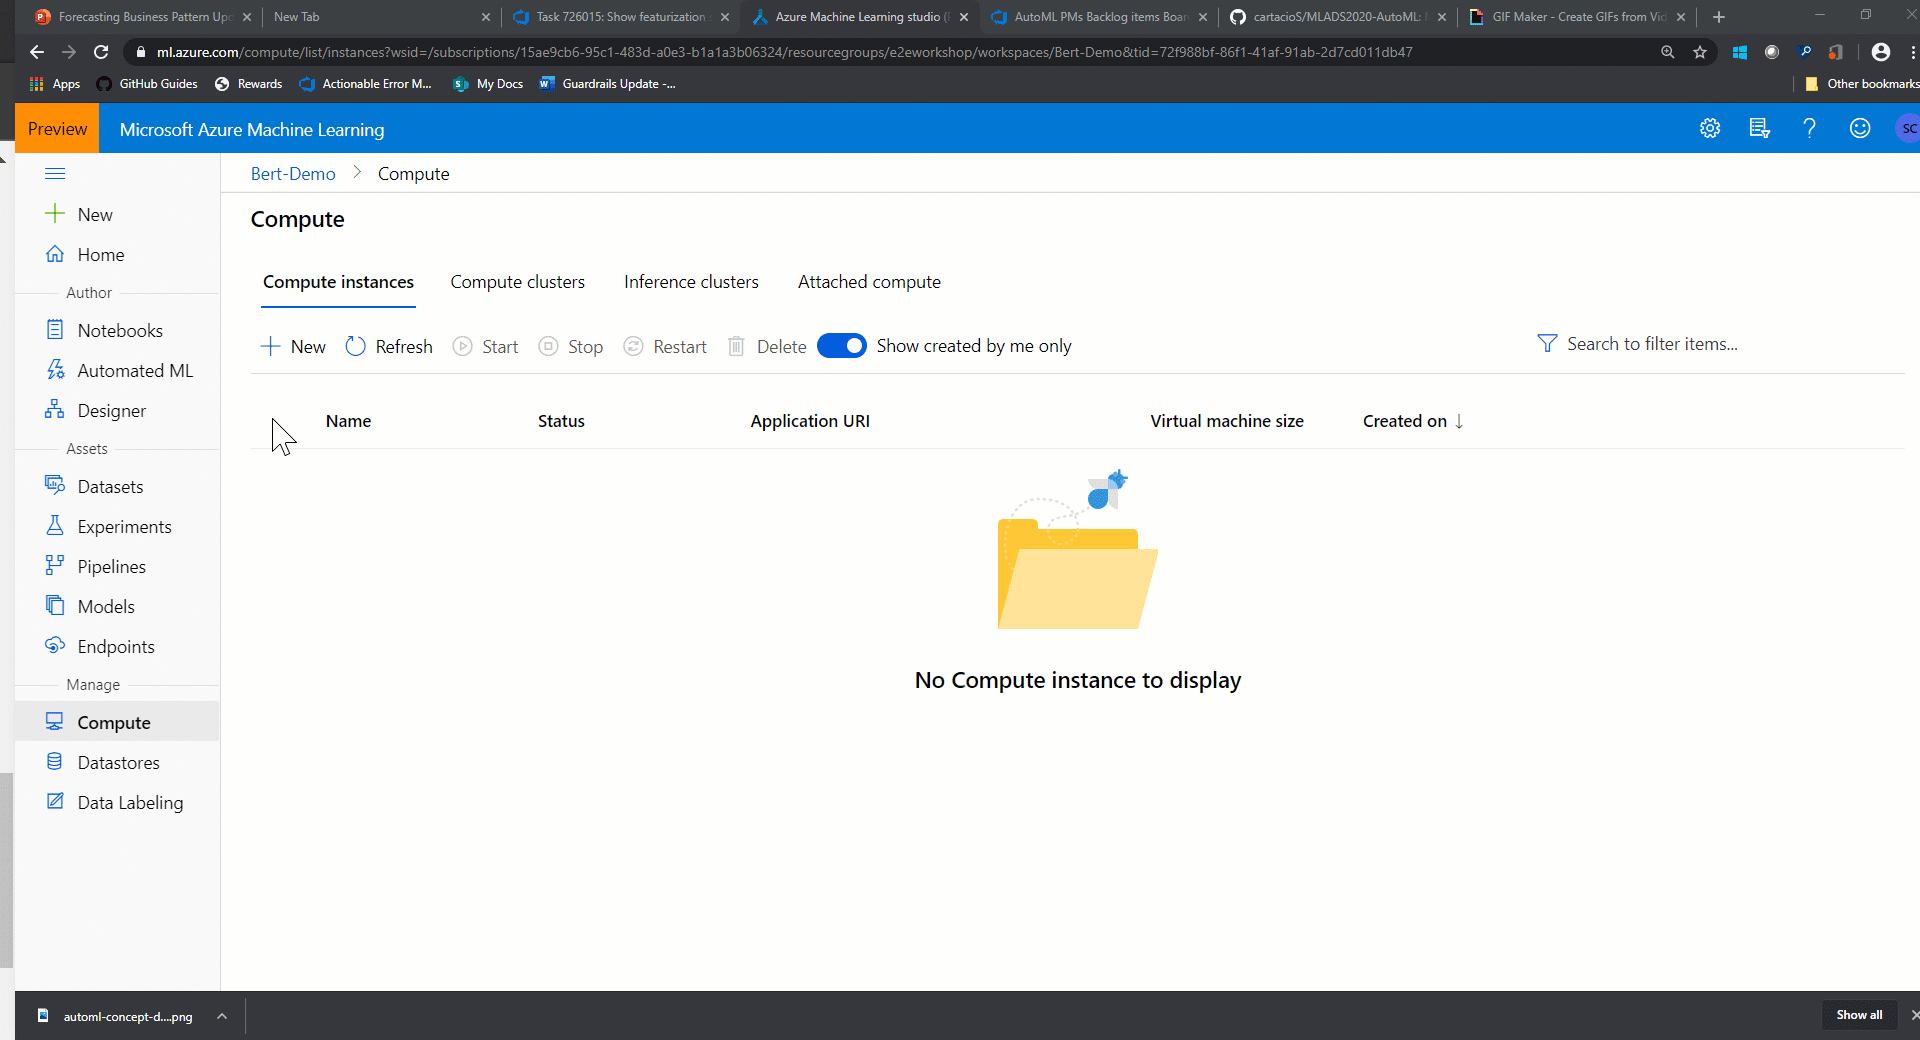 Forecasting Business Pattern Up
New Tab
Task 726015: Show featurization
Azure Machine Learning studio (
AutoML PMs Backlog items Boar
cartacioS/MLADS2020-AutoML:
GIF Maker - Create GIFs from Vid
ml.azure.com/compute/list/instances?wsid=/subscriptions/15ae9cb6-95c1-483d-a0e3-b1a1a3b06324/resourcegroups/e2eworkshop/workspaces/Bert-Demo&tid=72f988bf-86f1-41af-91ab-2d7cd011db47
Apps
GitHub Guides
Rewards
Actionable Error M...
My Docs
Guardrails Update -...
Other bookmarks
Preview
Microsoft Azure Machine Learning
SC
Bert-Demo > Compute
New
Home
Author
Notebooks
Automated ML
Designer
Assets
Datasets
Experiments
Pipelines
Models
Endpoints
Manage
Compute
Datastores
Data Labeling
Compute
Compute instances
Compute clusters
Inference clusters
Attached compute
New
Refresh
Start
Stop
Restart
Delete
Show created by me only
Search to filter items...
Name
Status
Application URI
Virtual machine size
Created on ↓
No Compute instance to display
automl-concept-d....png
Show all